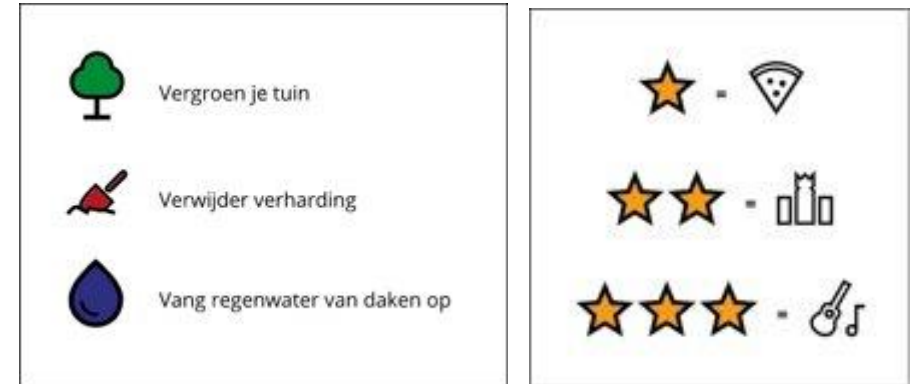 Vergroen je tuin
Verwijder verharding
Vang regenwater van daken op
=
=
=